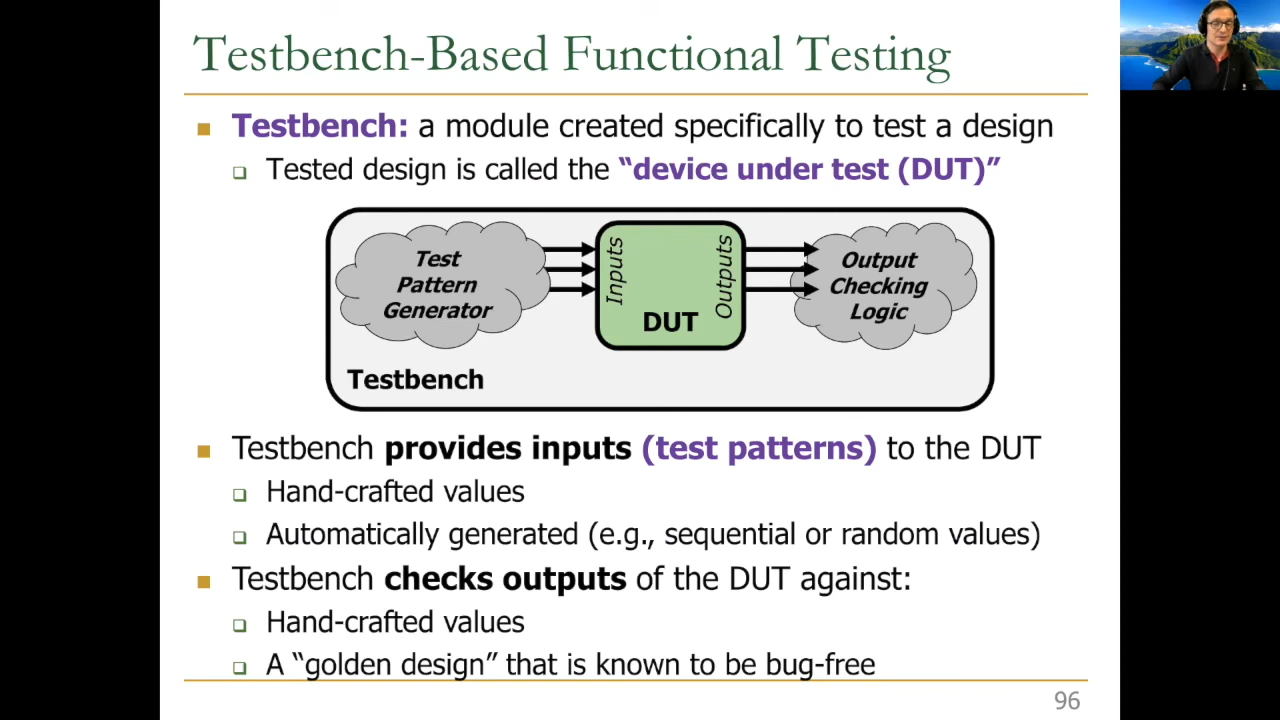 Testbench-Based Functional Testing
Testbench: a module created specifically to test a design
Tested design is called the “device under test (DUT)”
Test
Pattern
Generator
Inputs
DUT
Outputs
Output
Checking
Logic
Testbench
Testbench provides inputs (test patterns) to the DUT
Hand-crafted values
Automatically generated (e.g., sequential or random values)
Testbench checks outputs of the DUT against:
Hand-crafted values
A “golden design” that is known to be bug-free
96